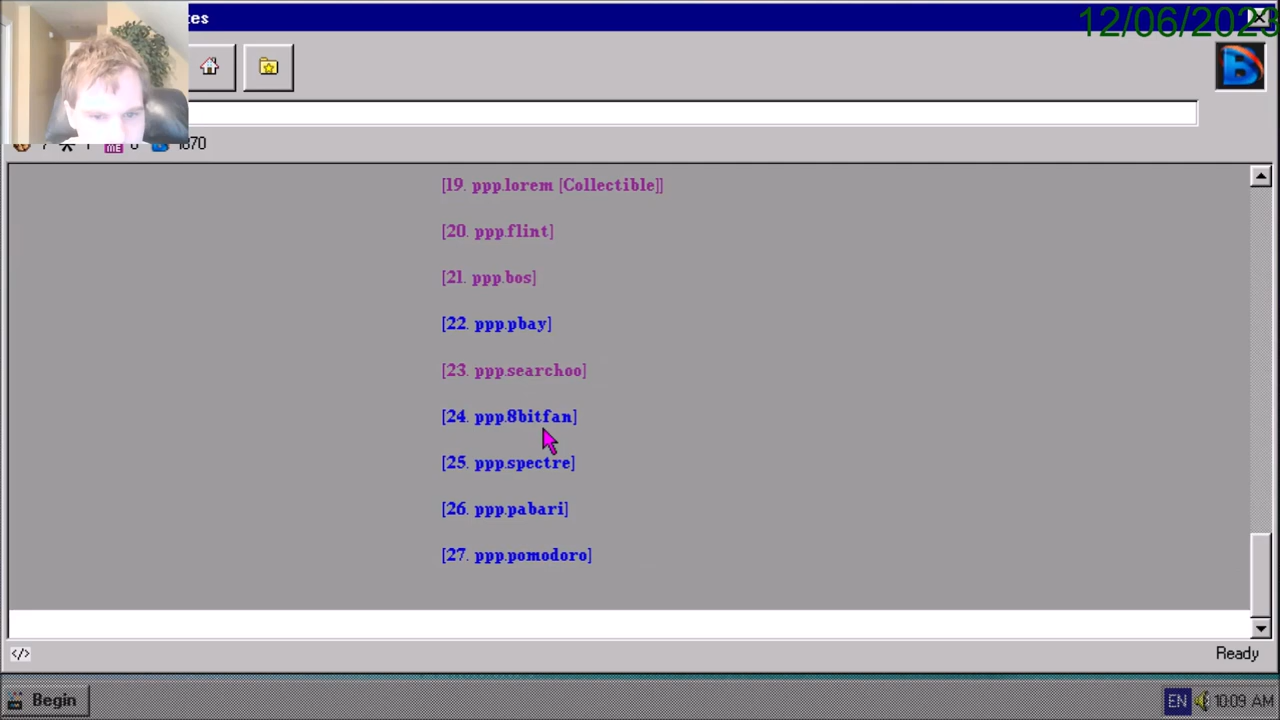 tes
12/06/2023
1870
[19. ppp.lorem [Collectible]]
[20. ppp.flint]
[21. ppp.bos]
[22. ppp.pbay]
[23. ppp.searchoo]
[24. ppp.8bitfan]
[25. ppp.spectre]
[26. ppp.pabari]
[27. ppp.pomodoro]
</> Ready
Begin EN 10:09 AM